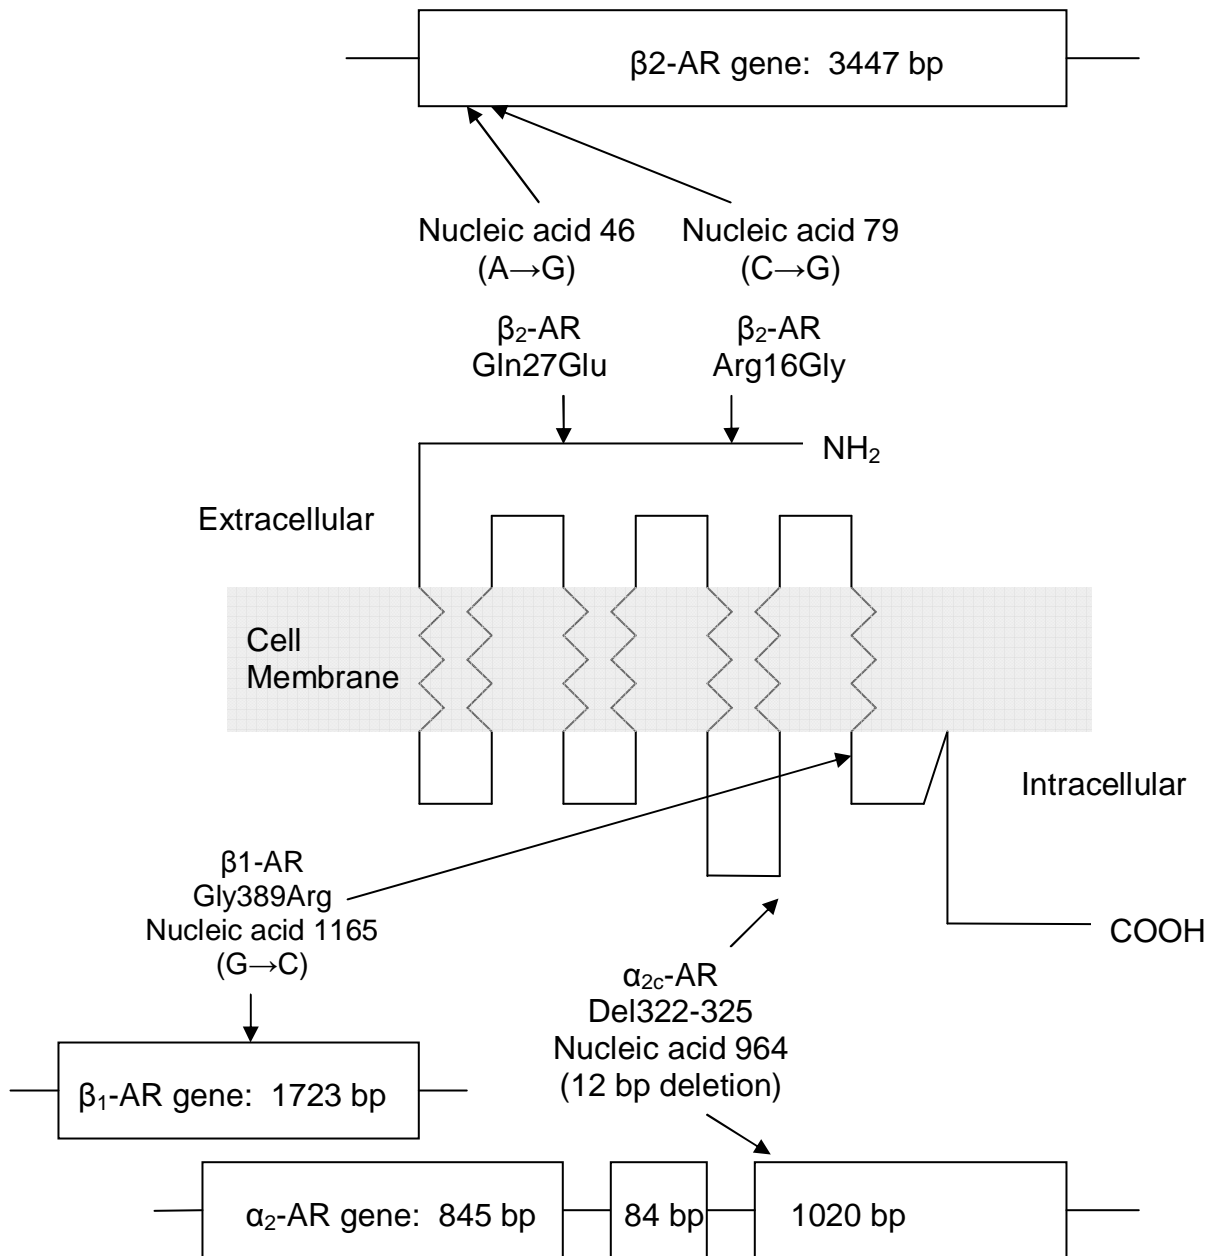 β2-AR gene: 3447 bp
Nucleic acid 46
(A→G)
Nucleic acid 79
(C→G)
β₂-AR
Gln27Glu
β₂-AR
Arg16Gly
NH₂
Extracellular
Cell
Membrane
Intracellular
β1-AR
Gly389Arg
Nucleic acid 1165
(G→C)
COOH
α₂c-AR
Del322-325
Nucleic acid 964
(12 bp deletion)
β₁-AR gene: 1723 bp
α₂-AR gene: 845 bp
84 bp
1020 bp